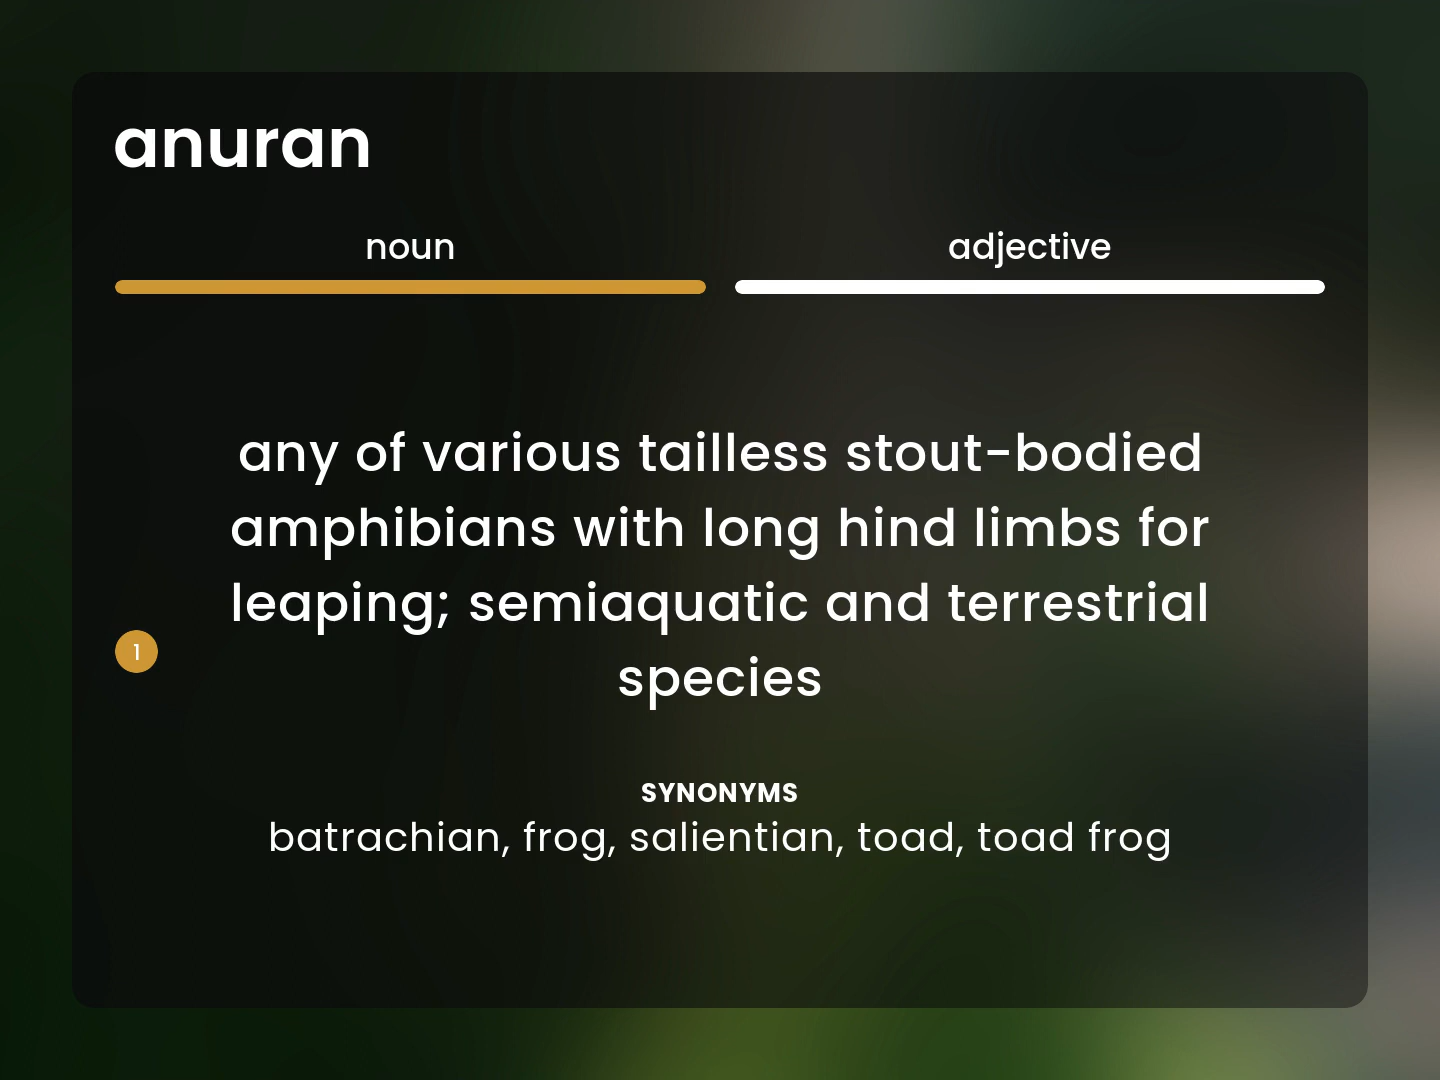 anuran
noun
adjective
any of various tailless stout-bodied
amphibians with long hind limbs for
leaping; semiaquatic and terrestrial
species
1
SYNONYMS
batrachian, frog, salientian, toad, toad frog